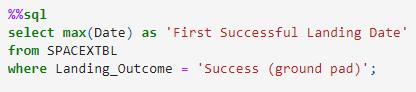 %%sql
select max(Date) as 'First Successful Landing Date'
from SPACEXTBL
where Landing_Outcome = 'Success (ground pad)';